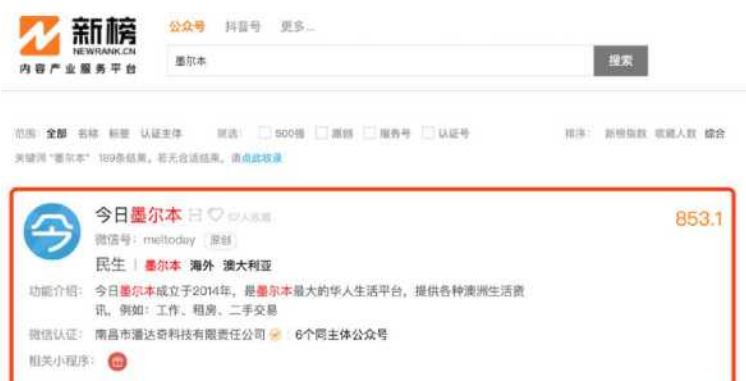 新榜
NEWRANK.CN
内容产业服务平台
公众号 抖音号 更多...
墨尔本
搜索
范围: 全部 名称 标签 认证主体 筛选: 500强 原创 服务号 认证号 排序: 新榜指数 收藏人数 综合
关键词 "墨尔本" 189条结果。若无合适结果，请点此收录
今
今日墨尔本
853.1
微信号: meltoday 原创
民生 | 墨尔本 海外 澳大利亚
功能介绍: 今日墨尔本成立于2014年，是墨尔本最大的华人生活平台，提供各种澳洲生活资
讯，例如：工作、租房、二手交易
微信认证: 南昌市潘达奇科技有限责任公司 6个同主体公众号
相关小程序: